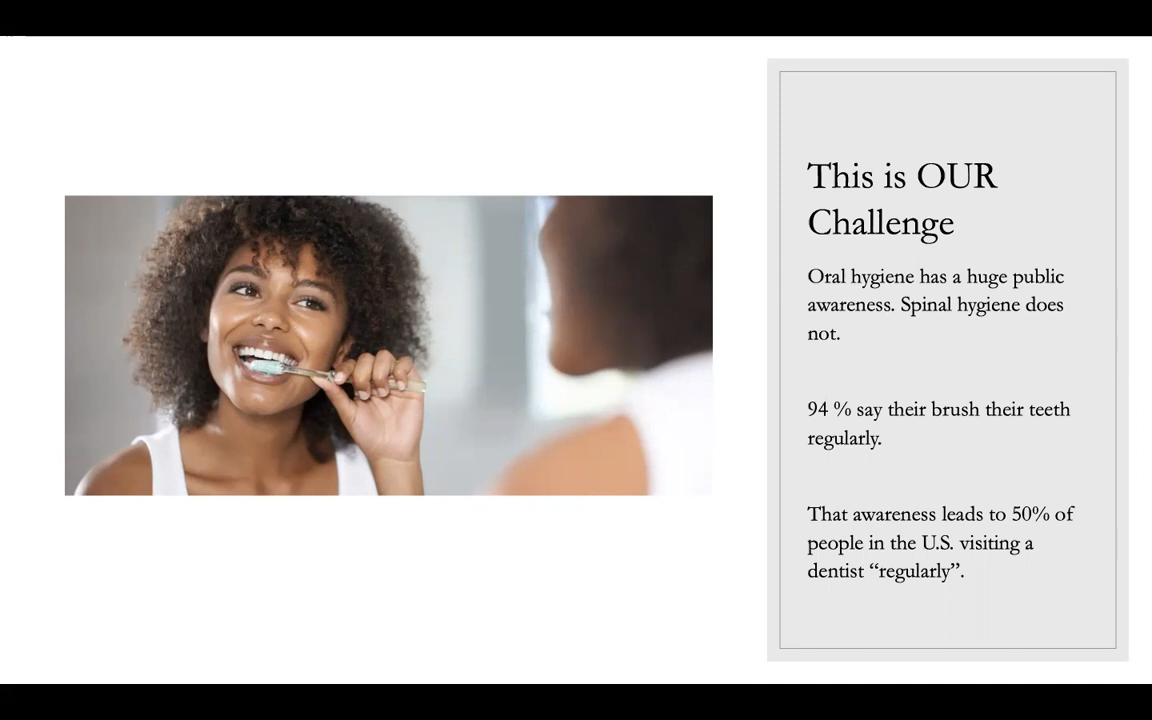 This is OUR
Challenge
Oral hygiene has a huge public
awareness. Spinal hygiene does
not.
94 % say their brush their teeth
regularly.
That awareness leads to 50% of
people in the U.S. visiting a
dentist “regularly”.